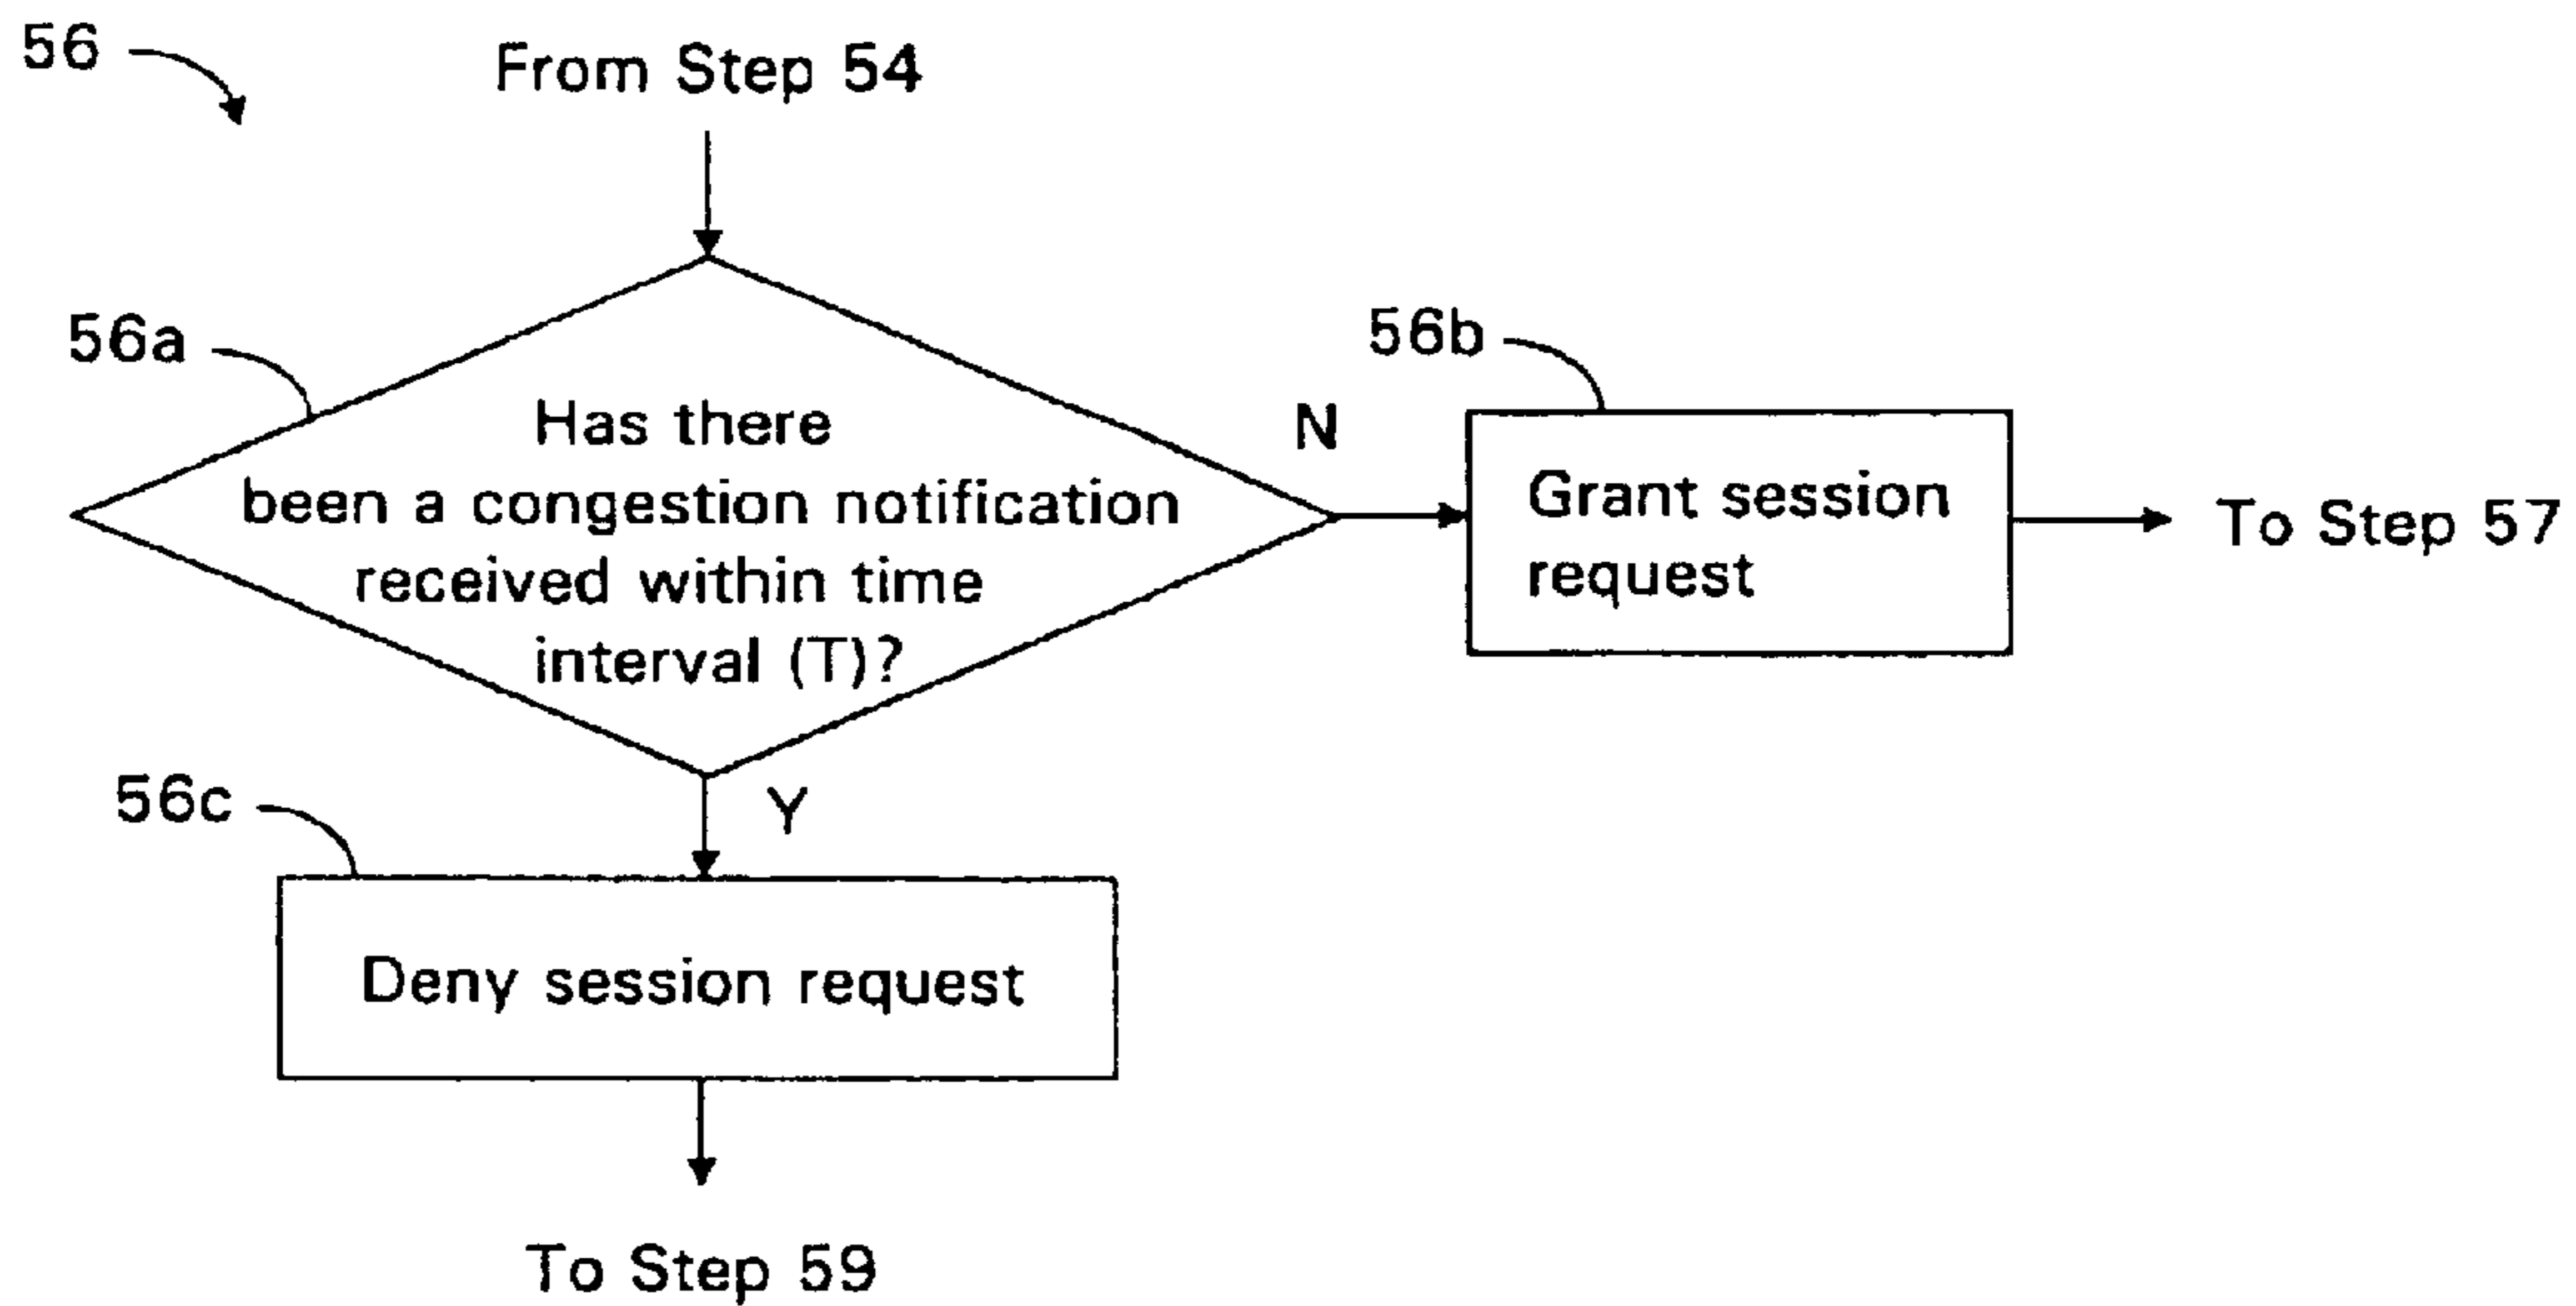 56
From Step 54
56a
Has there
been a congestion notification
received within time
interval (T)?
N
56b
Grant session
request
To Step 57
Y
56c
Deny session request
To Step 59